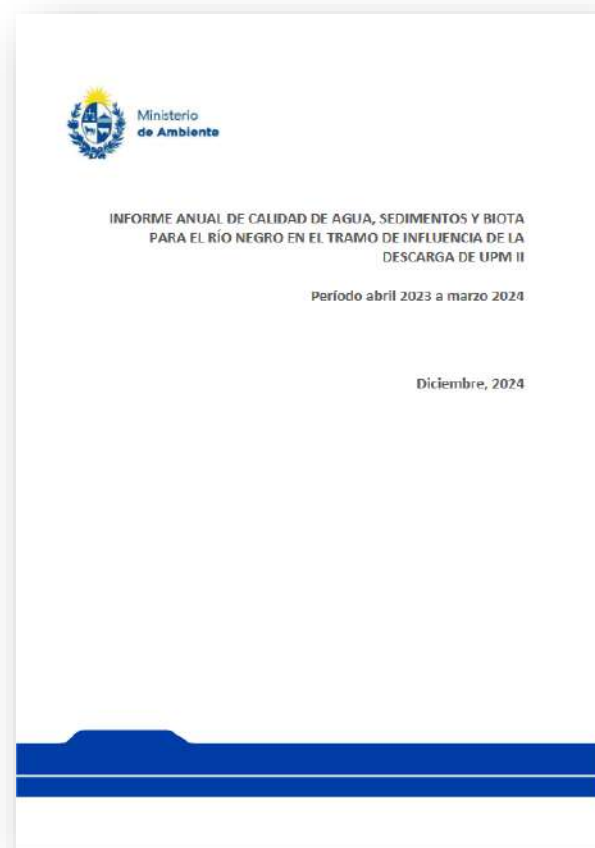 Ministerio
de Ambiente
INFORME ANUAL DE CALIDAD DE AGUA, SEDIMENTOS Y BIOTA
PARA EL RÍO NEGRO EN EL TRAMO DE INFLUENCIA DE LA
DESCARGA DE UPM II
Período abril 2023 a marzo 2024
Diciembre, 2024